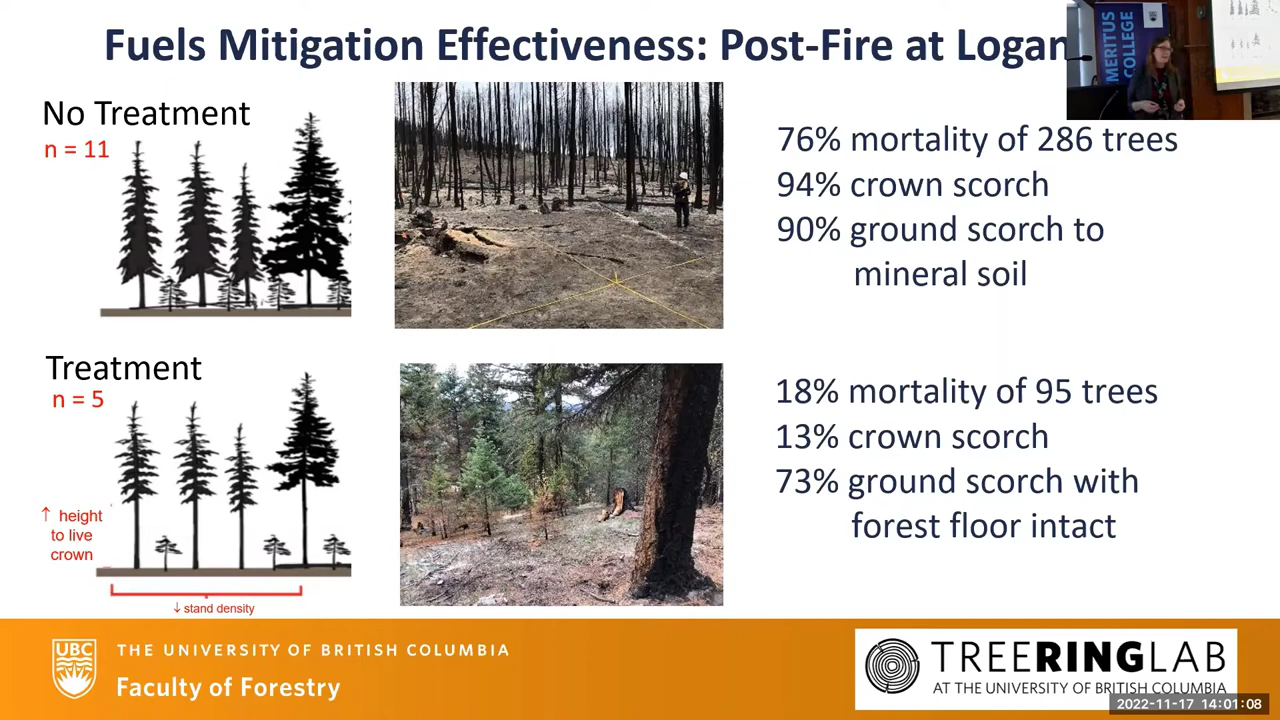 Fuels Mitigation Effectiveness: Post-Fire at Logan
MERITUS
COLLEGE
No Treatment
n = 11
76% mortality of 286 trees
94% crown scorch
90% ground scorch to
mineral soil
Treatment
n = 5
↑ height
to live
crown
↓ stand density
18% mortality of 95 trees
13% crown scorch
73% ground scorch with
forest floor intact
UBC
THE UNIVERSITY OF BRITISH COLUMBIA
Faculty of Forestry
TREERINGLAB
AT THE UNIVERSITY OF BRITISH COLUMBIA
2022-11-17 14:01:08